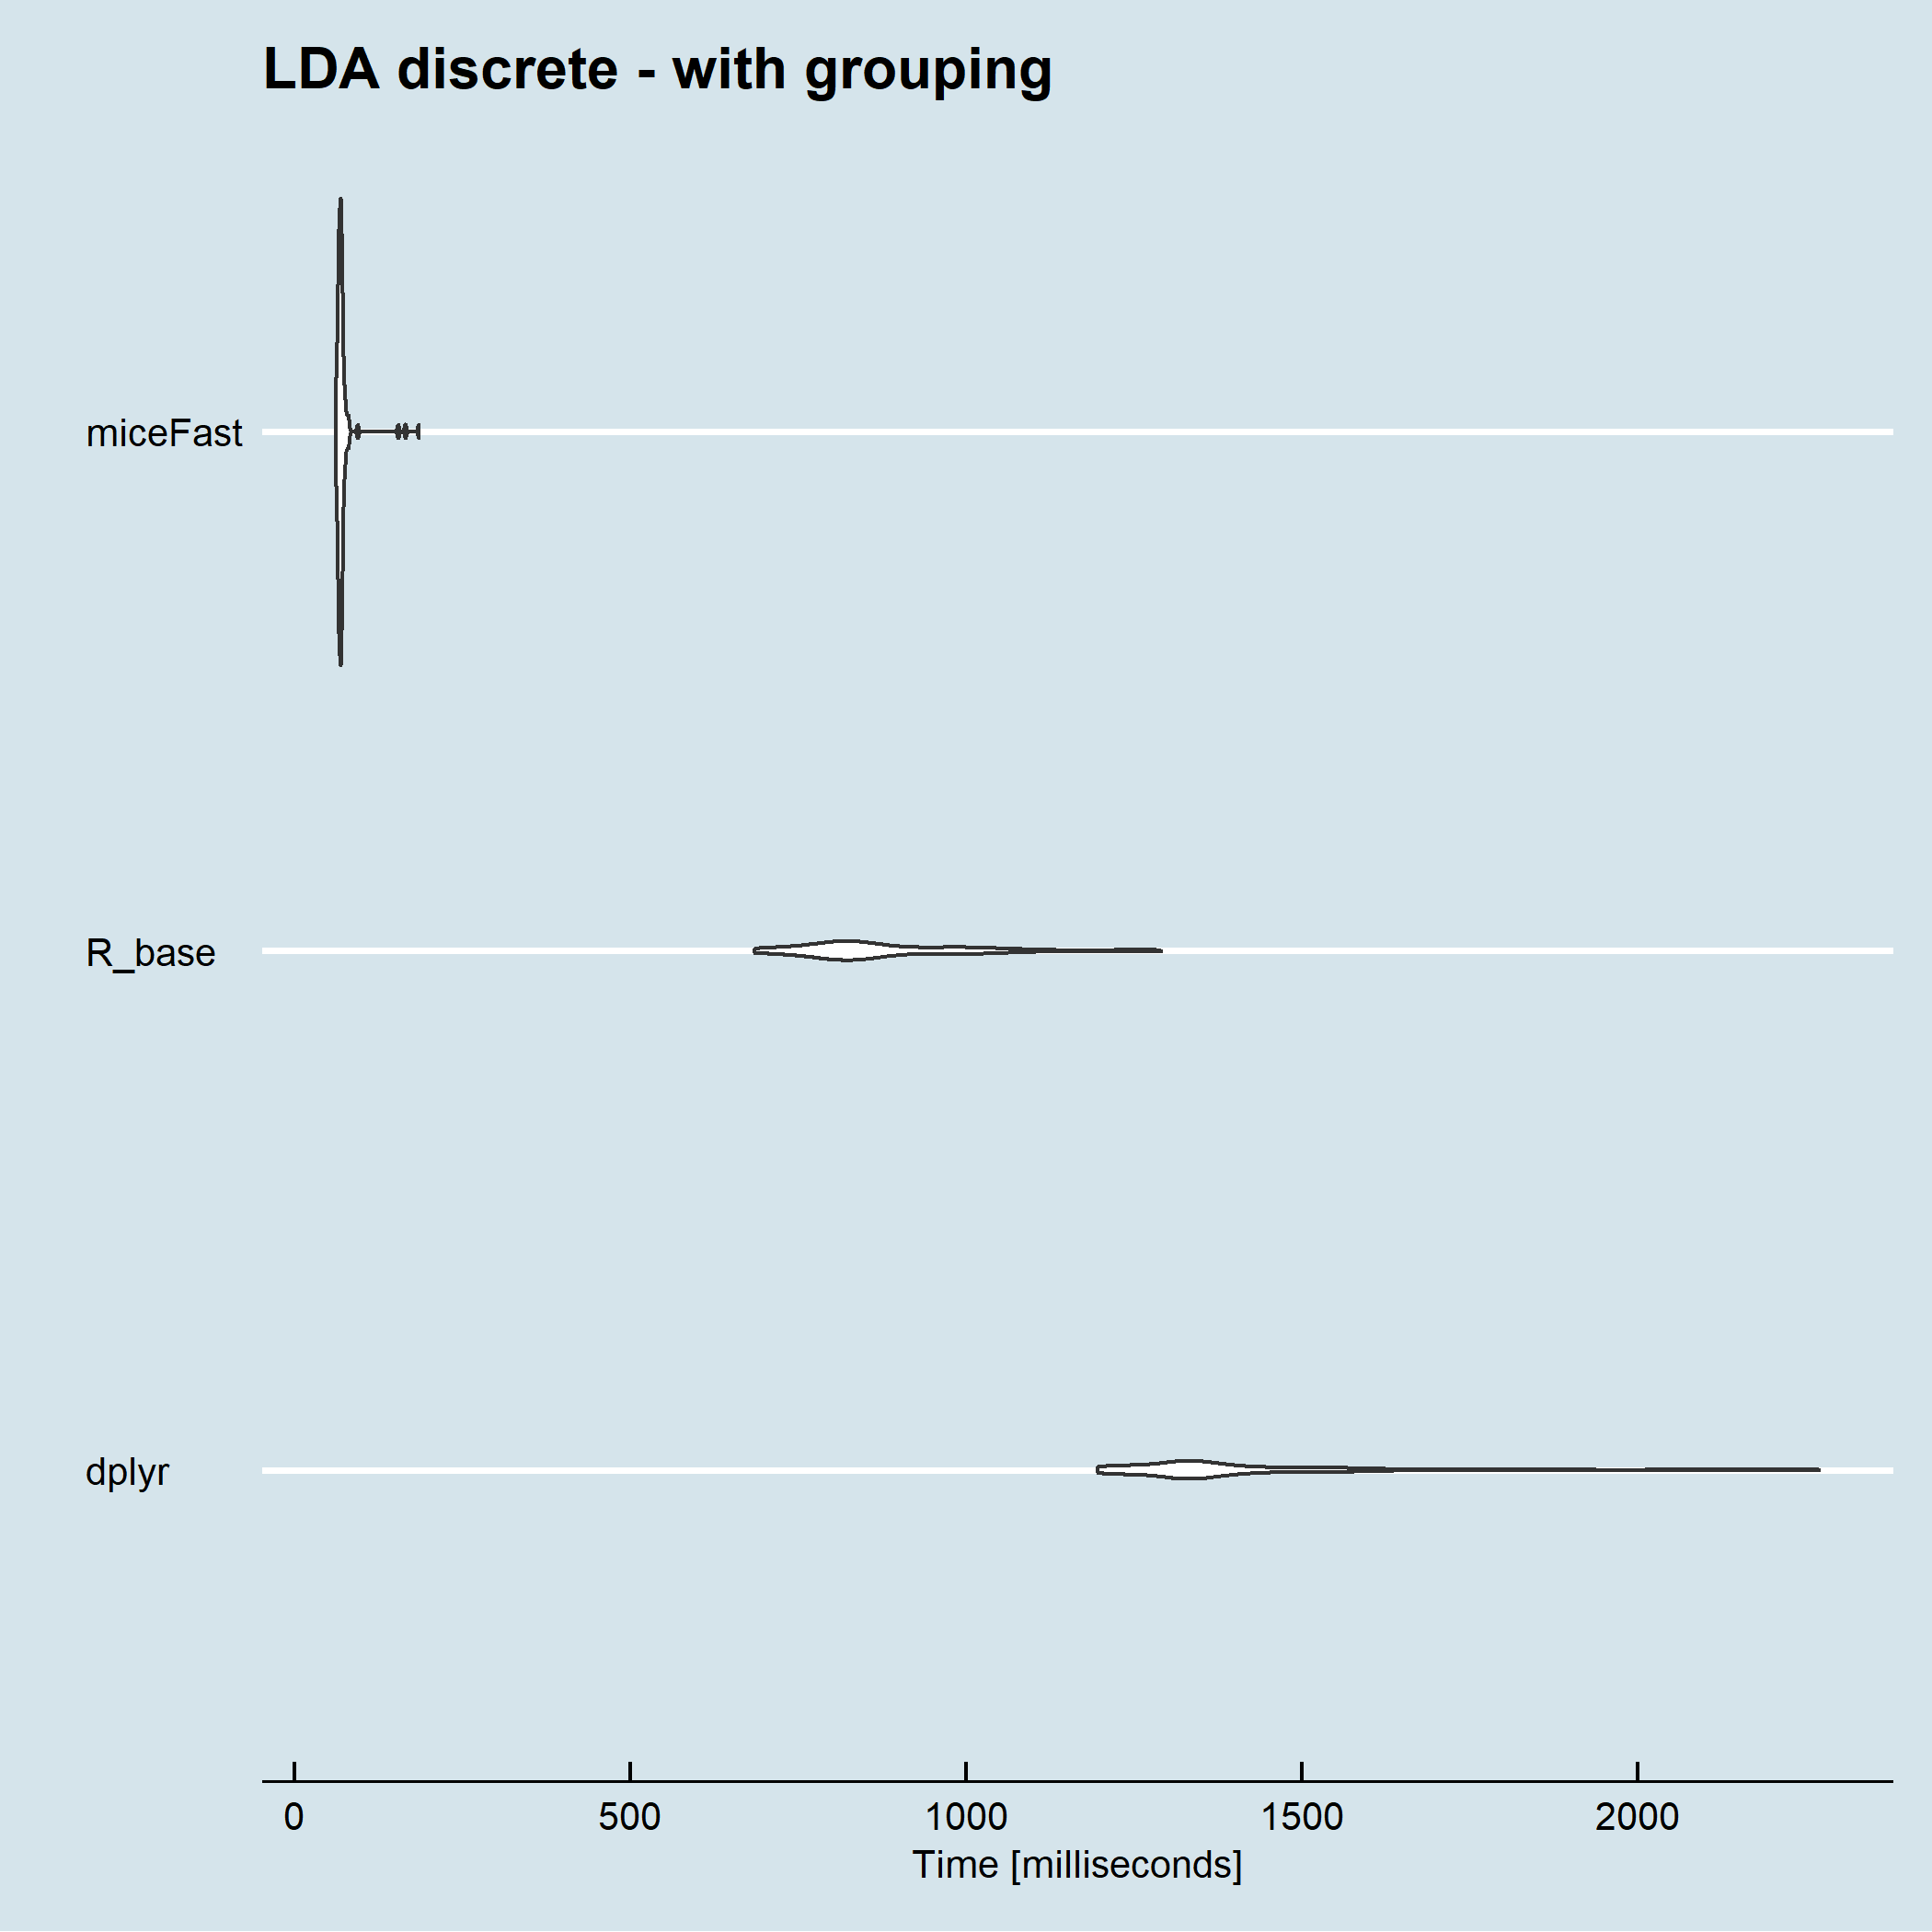 LDA discrete - with grouping
miceFast
R_base
dplyr
0 500 1000 1500 2000
Time [milliseconds]